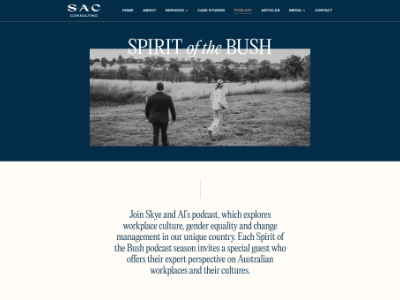 SAC
CONSULTING
HOME ABOUT SERVICES CASE STUDIES PODCAST ARTICLES MEDIA CONTACT
SPIRIT of the BUSH
Join Skye and Al's podcast, which explores
workplace culture, gender equality and change
management in our unique country. Each Spirit of
the Bush podcast season invites a special guest who
offers their expert perspective on Australian
workplaces and their cultures.